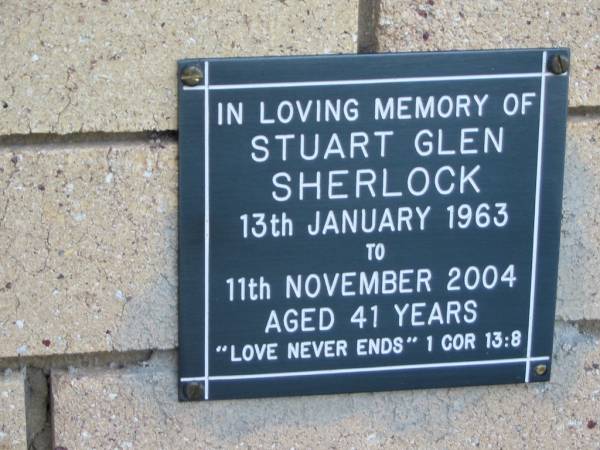 IN LOVING MEMORY OF
STUART GLEN
SHERLOCK
13th JANUARY 1963
TO
11th NOVEMBER 2004
AGED 41 YEARS
"LOVE NEVER ENDS" 1 COR 13:8